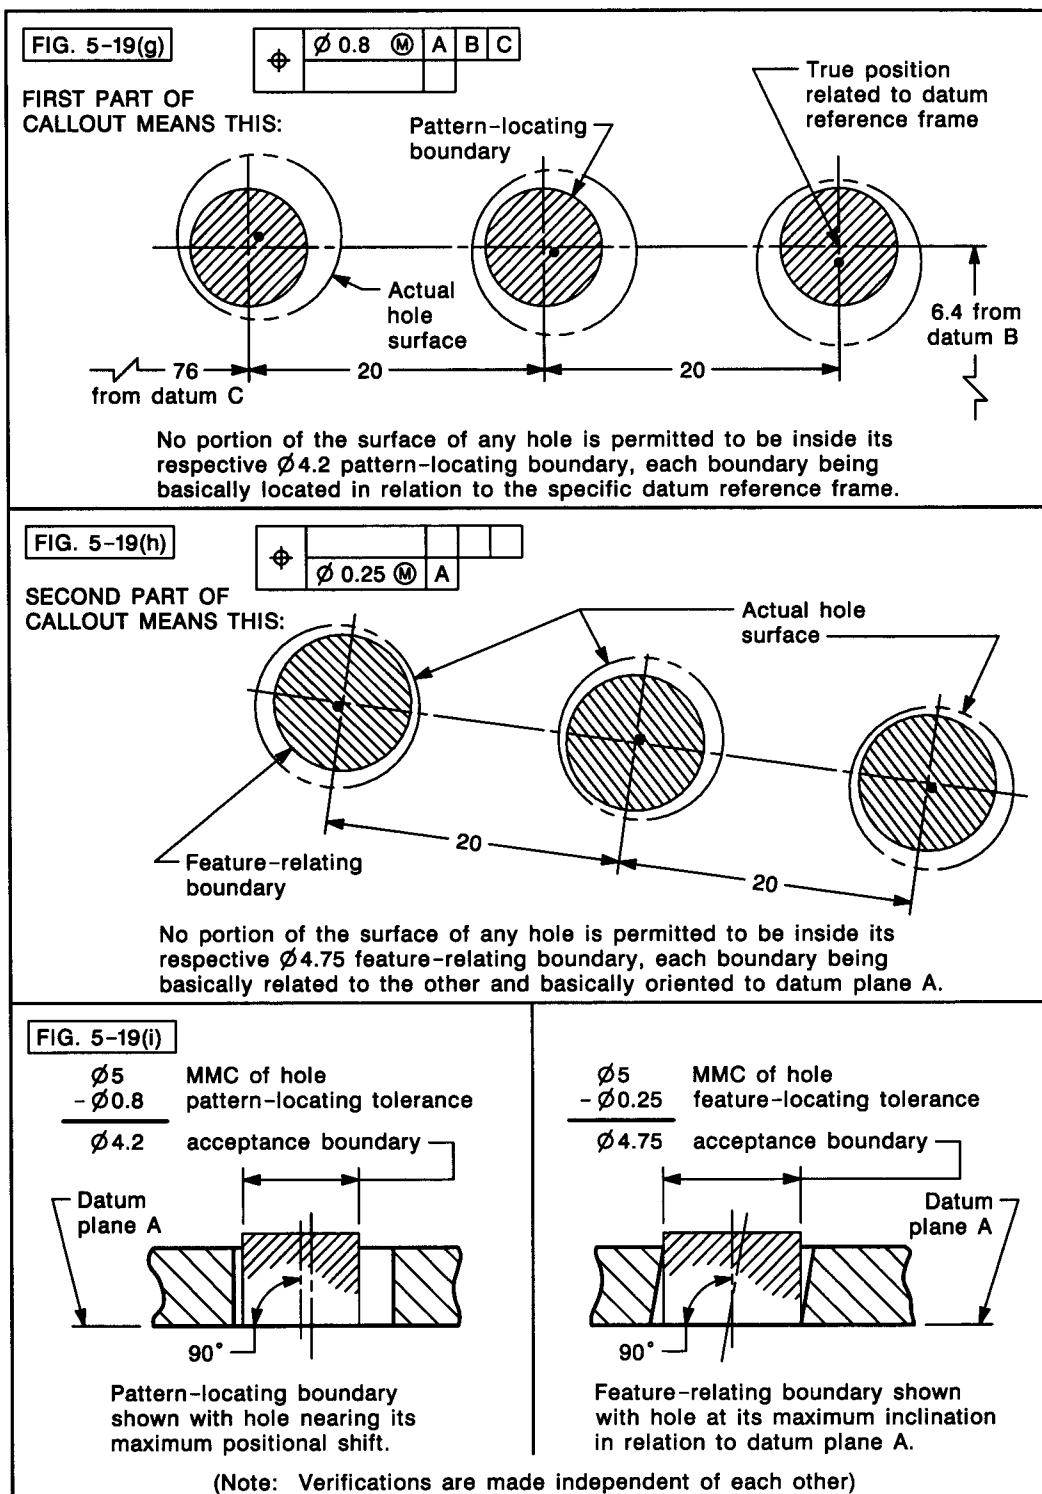 FIG. 5-19(g)
⌖ Ø 0.8 Ⓜ A B C
FIRST PART OF
CALLOUT MEANS THIS:
True position
related to datum
reference frame
Pattern-locating
boundary
Actual
hole
surface
6.4 from
datum B
76
from datum C
20
20
No portion of the surface of any hole is permitted to be inside its
respective Ø4.2 pattern-locating boundary, each boundary being
basically located in relation to the specific datum reference frame.
FIG. 5-19(h)
⌖ Ø 0.25 Ⓜ A
SECOND PART OF
CALLOUT MEANS THIS:
Actual hole
surface
Feature-relating
boundary
20
20
No portion of the surface of any hole is permitted to be inside its
respective Ø4.75 feature-relating boundary, each boundary being
basically related to the other and basically oriented to datum plane A.
FIG. 5-19(i)
Ø5 MMC of hole
- Ø0.8 pattern-locating tolerance
Ø4.2 acceptance boundary
Datum
plane A
90°
Pattern-locating boundary
shown with hole nearing its
maximum positional shift.
Ø5 MMC of hole
- Ø0.25 feature-locating tolerance
Ø4.75 acceptance boundary
Datum
plane A
90°
Feature-relating boundary shown
with hole at its maximum inclination
in relation to datum plane A.
(Note: Verifications are made independent of each other)